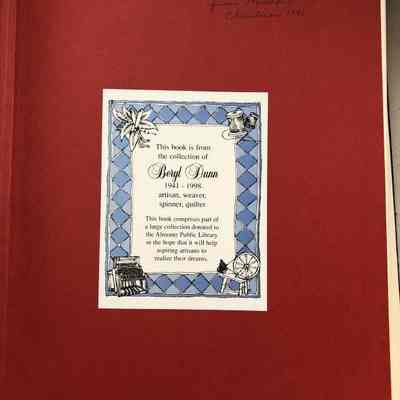 Christmas 1981
This book is from
the collection of
Beryl Dunn
1941 - 1998
artisan, weaver,
spinner, quilter
This book comprises part of
a large collection donated to
the Almonte Public Library
in the hope that it will help
aspiring artisans to
realize their dreams.